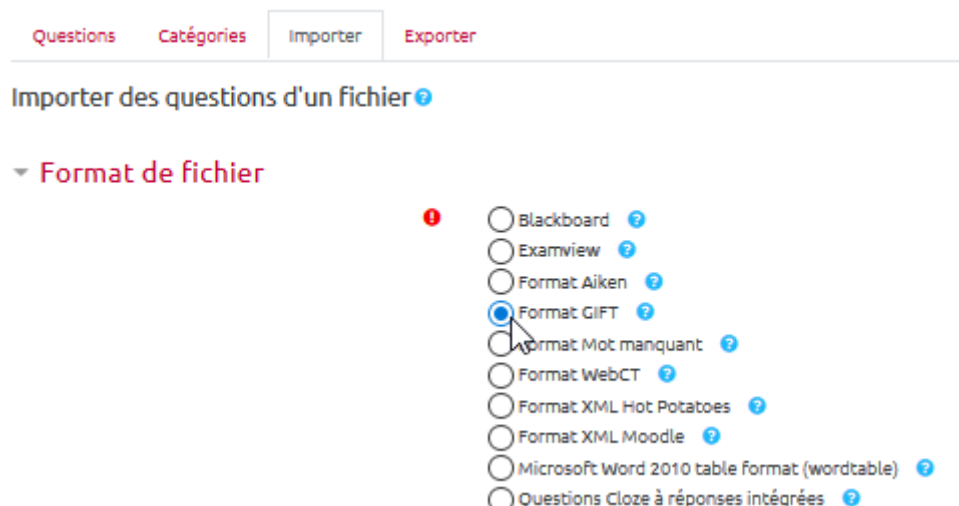 Questions Catégories Importer Exporter
Importer des questions d'un fichier
Format de fichier
Blackboard
Examview
Format Aiken
Format GIFT
Format Mot manquant
Format WebCT
Format XML Hot Potatoes
Format XML Moodle
Microsoft Word 2010 table format (wordtable)
Questions Cloze à réponses intégrées